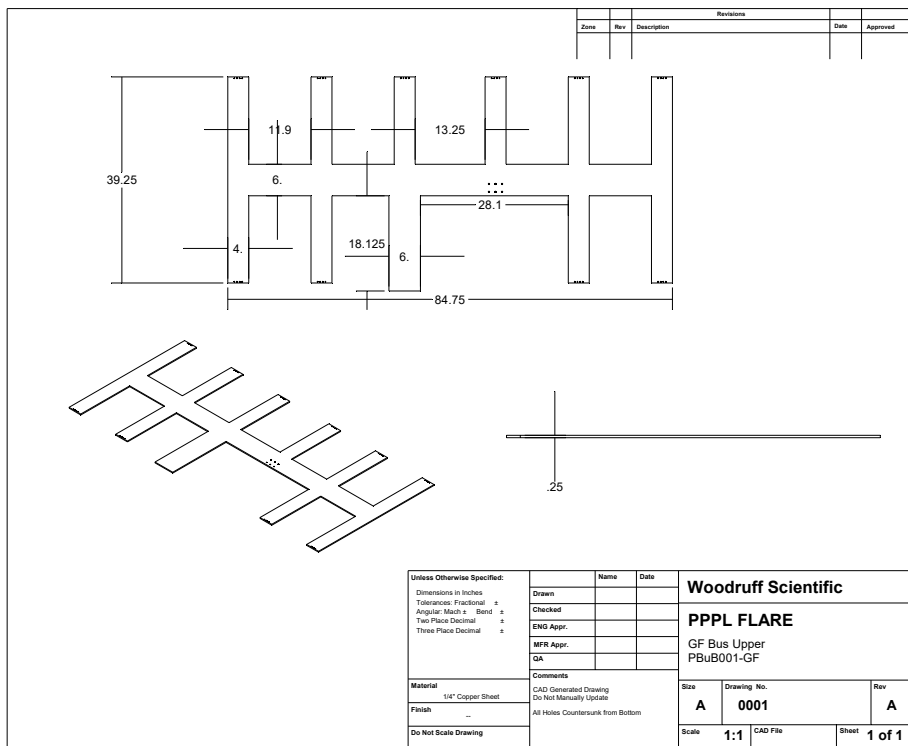 Revisions
Zone Rev Description Date Approved
11.9
13.25
39.25
6.
28.1
4.
18.125
6.
84.75
.25
Unless Otherwise Specified:
Dimensions in Inches
Tolerances: Fractional ±
Angular: Mach ± Bend ±
Two Place Decimal ±
Three Place Decimal ±
Material
1/4" Copper Sheet
Finish
--
Do Not Scale Drawing
Name Date
Drawn
Checked
ENG Appr.
MFR Appr.
QA
Comments
CAD Generated Drawing
Do Not Manually Update
All Holes Countersunk from Bottom
Woodruff Scientific
PPPL FLARE
GF Bus Upper
PBuB001-GF
Size Drawing No. Rev
A 0001 A
Scale 1:1 CAD File Sheet 1 of 1